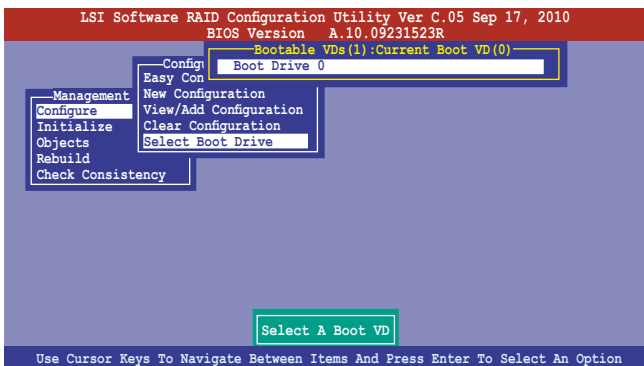 LSI Software RAID Configuration Utility Ver C.05 Sep 17, 2010
BIOS Version A.10.09231523R
Bootable VDs(1):Current Boot VD(0)
Boot Drive 0
Configu
Easy Con
New Configuration
View/Add Configuration
Clear Configuration
Select Boot Drive
Management
Configure
Initialize
Objects
Rebuild
Check Consistency
Select A Boot VD
Use Cursor Keys To Navigate Between Items And Press Enter To Select An Option